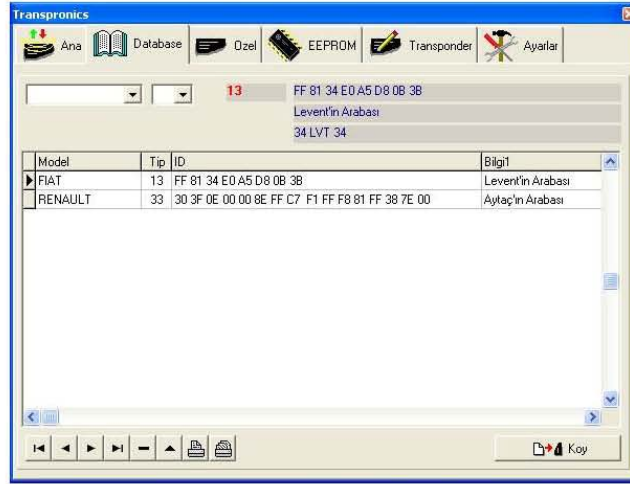 Transpronics
Ana Database Ozel EEPROM Transponder Ayarlar
13 FF 81 34 E0 A5 D8 0B 3B
Levent'in Arabası
34 LVT 34
Model Tip ID Bilgi1
FIAT 13 FF 81 34 E0 A5 D8 0B 3B Levent'in Arabası
RENAULT 33 30 3F 0E 00 00 8E FF C7 F1 FF F8 81 FF 38 7E 00 Aytaç'ın Arabası
Koy